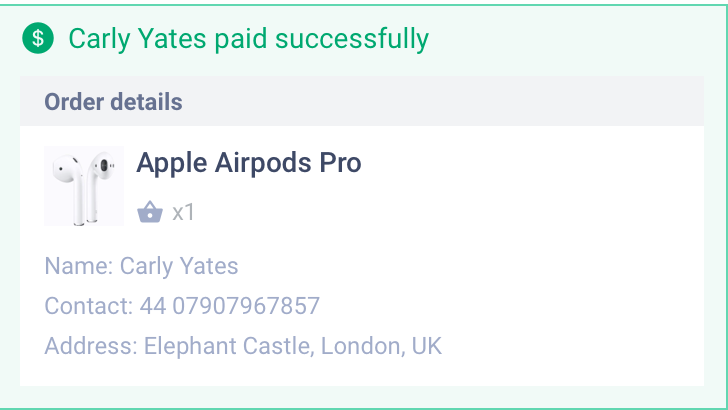 Carly Yates paid successfully
Order details
Apple Airpods Pro
x1
Name: Carly Yates
Contact: 44 07907967857
Address: Elephant Castle, London, UK